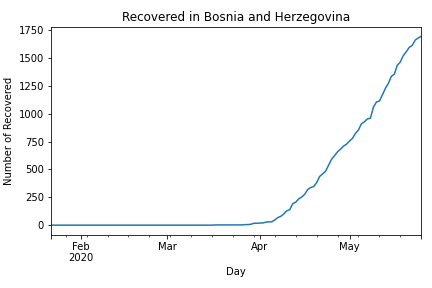 Recovered in Bosnia and Herzegovina
1750
1500
1250
1000
750
500
250
0
Number of Recovered
Feb
2020
Mar
Apr
May
Day